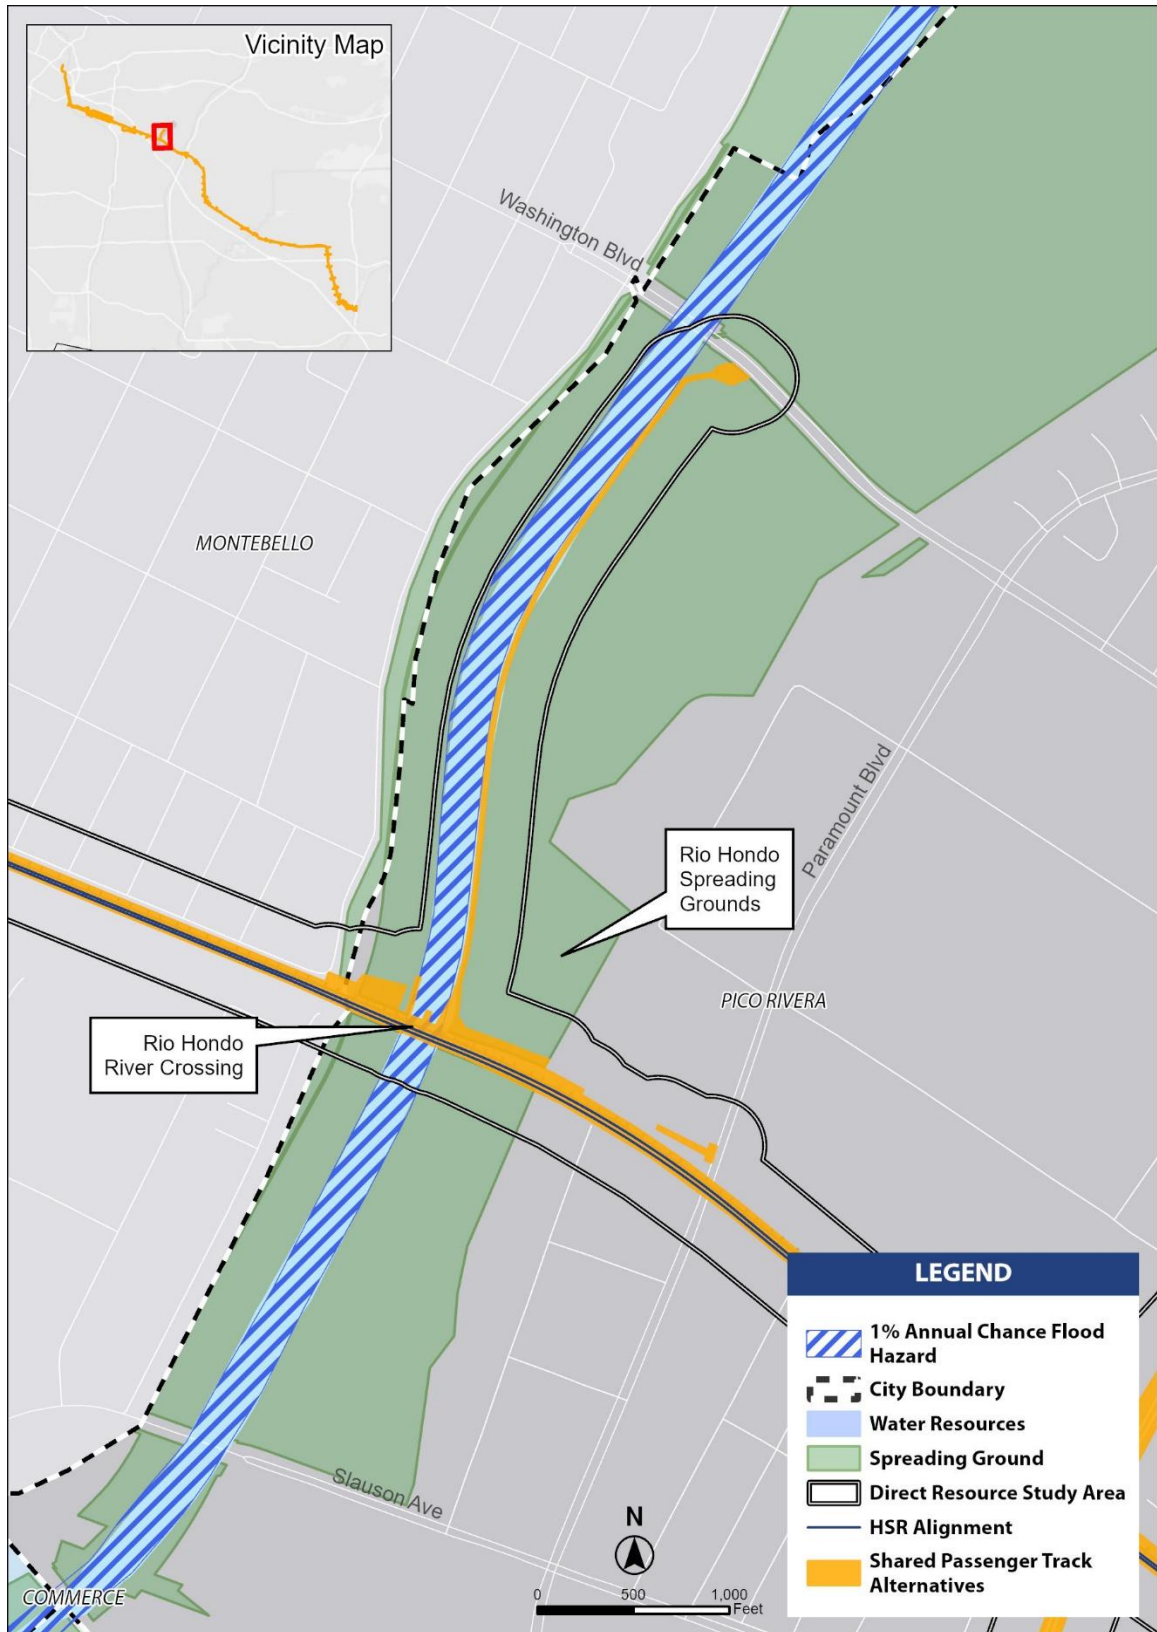 Vicinity Map
Washington Blvd
MONTEBELLO
Paramount Blvd
Rio Hondo
Spreading
Grounds
PICO RIVERA
Rio Hondo
River Crossing
LEGEND
1% Annual Chance Flood
Hazard
City Boundary
Water Resources
Spreading Ground
Direct Resource Study Area
HSR Alignment
Shared Passenger Track
Alternatives
Slauson Ave
N
0 500 1,000
Feet
COMMERCE